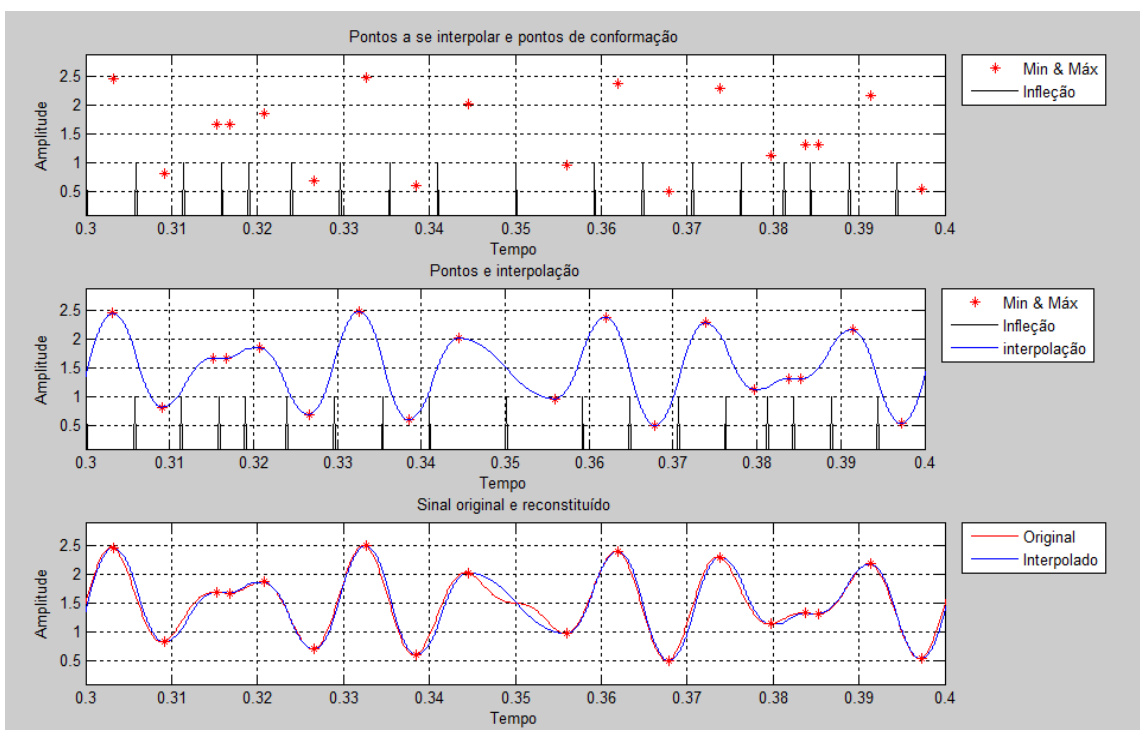 Pontos a se interpolar e pontos de conformação
Amplitude
2.5
2
1.5
1
0.5
0.3 0.31 0.32 0.33 0.34 0.35 0.36 0.37 0.38 0.39 0.4
Tempo
Min & Máx
Infleção
Pontos e interpolação
Amplitude
2.5
2
1.5
1
0.5
0.3 0.31 0.32 0.33 0.34 0.35 0.36 0.37 0.38 0.39 0.4
Tempo
Min & Máx
Infleção
interpolação
Sinal original e reconstituído
Amplitude
2.5
2
1.5
1
0.5
0.3 0.31 0.32 0.33 0.34 0.35 0.36 0.37 0.38 0.39 0.4
Tempo
Original
Interpolado